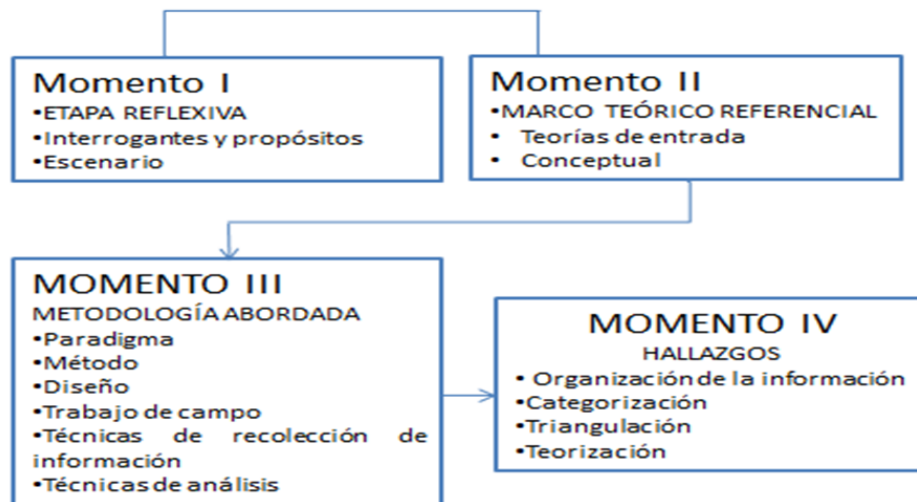 Momento I
•ETAPA REFLEXIVA
•Interrogantes y propósitos
•Escenario
Momento II
•MARCO TEÓRICO REFERENCIAL
• Teorías de entrada
• Conceptual
MOMENTO III
METODOLOGÍA ABORDADA
•Paradigma
•Método
•Diseño
•Trabajo de campo
•Técnicas de recolección de
información
•Técnicas de análisis
MOMENTO IV
HALLAZGOS
• Organización de la información
•Categorización
•Triangulación
•Teorización